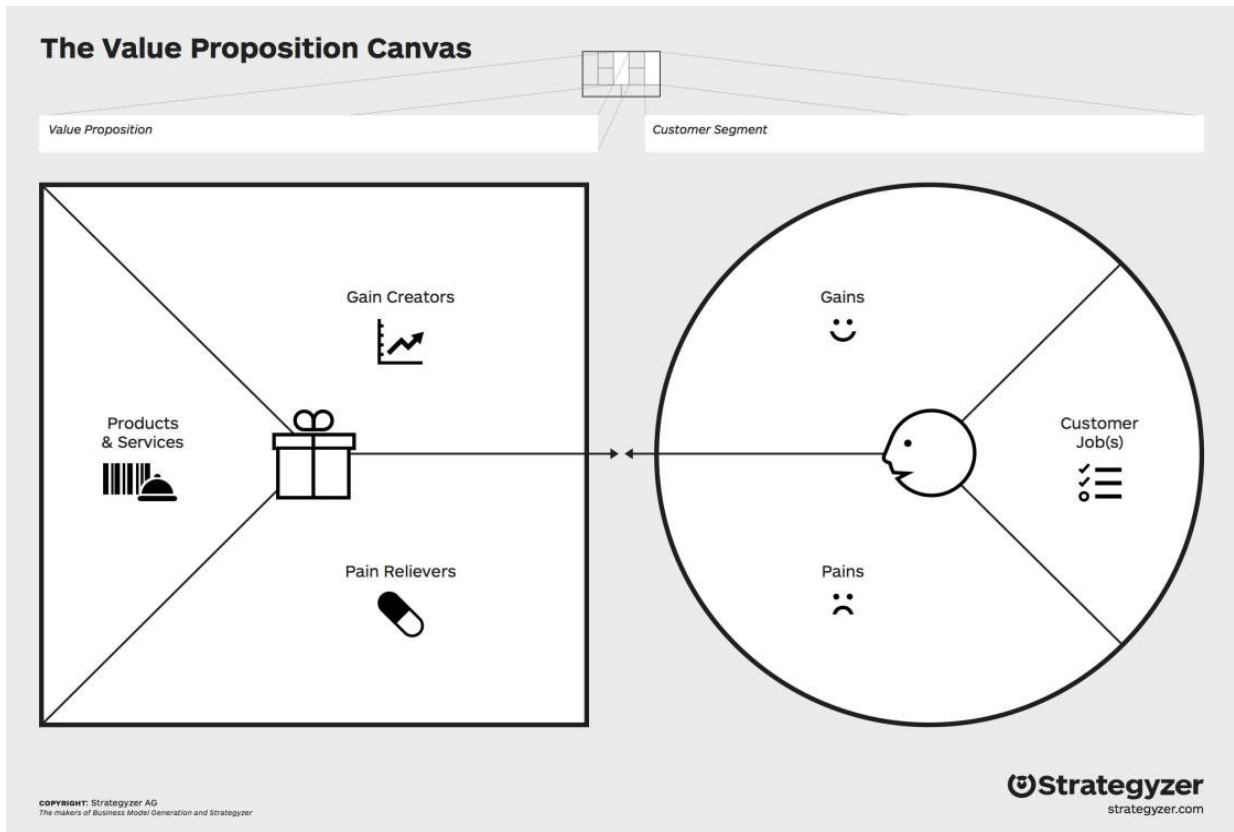 The Value Proposition Canvas
Value Proposition
Customer Segment
Gain Creators
Gains
Products
& Services
Customer
Job(s)
Pain Relievers
Pains
COPYRIGHT: Strategyzer AG
The makers of Business Model Generation and Strategyzer
Strategyzer
strategyzer.com